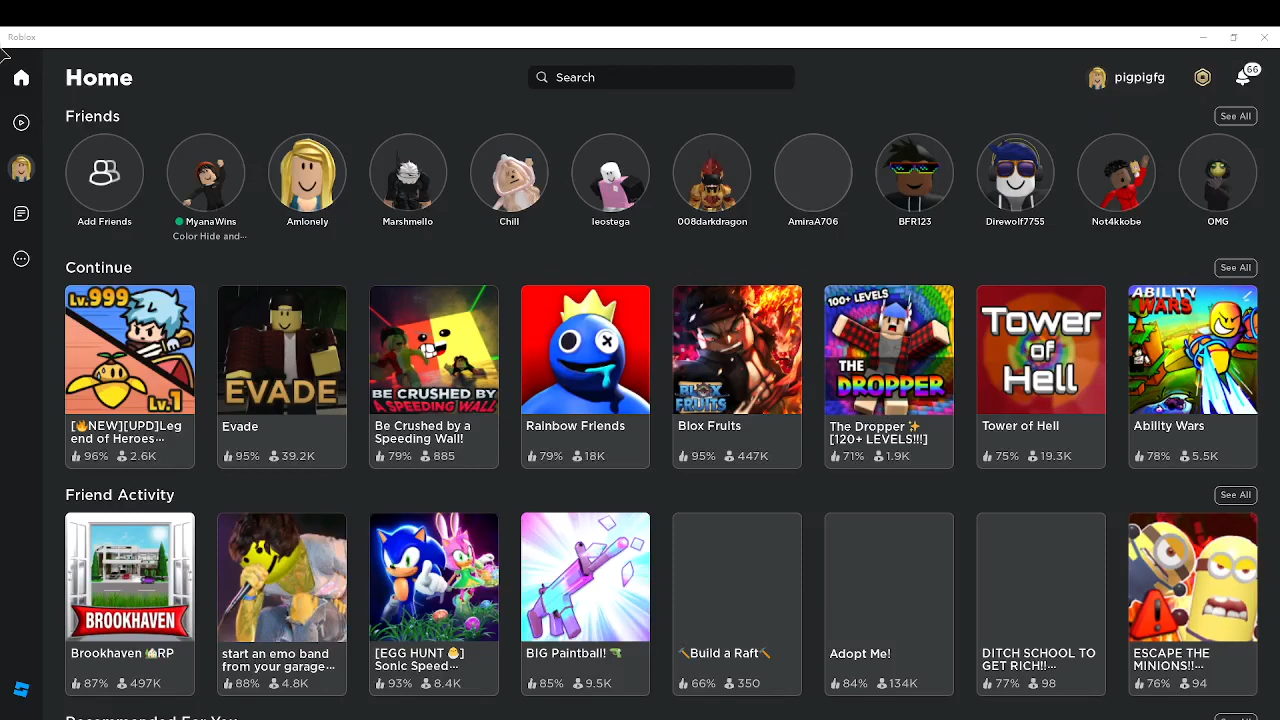 Roblox
Home
Search
pigpigfg
66
Friends
See All
Add Friends
MyanaWins
Color Hide and...
Amlonely
Marshmello
Chill
leostega
008darkdragon
AmiraA706
BFR123
Direwolf7755
Not4kkobe
OMG
Continue
See All
Lv.999
Lv.1
EVADE
BE CRUSHED BY
A SPEEDING WALL!
BLOX
FRUITS
100+ LEVELS
THE
DROPPER
Tower
of
Hell
ABILITY
WARS
[🔥NEW][UPD]Leg
end of Heroes...
96% 2.6K
Evade
95% 39.2K
Be Crushed by a
Speeding Wall!
79% 885
Rainbow Friends
79% 18K
Blox Fruits
95% 447K
The Dropper ✨
[120+ LEVELS!!!]
71% 1.9K
Tower of Hell
75% 19.3K
Ability Wars
78% 5.5K
Friend Activity
See All
BROOKHAVEN
Brookhaven 🏡RP
87% 497K
start an emo band
from your garage...
88% 4.8K
[EGG HUNT 🐣]
Sonic Speed...
93% 8.4K
BIG Paintball! 🔫
85% 9.5K
🔨Build a Raft🔨
66% 350
Adopt Me!
84% 134K
DITCH SCHOOL TO
GET RICH!!...
77% 98
ESCAPE THE
MINIONS!!...
76% 94
Recommended For You